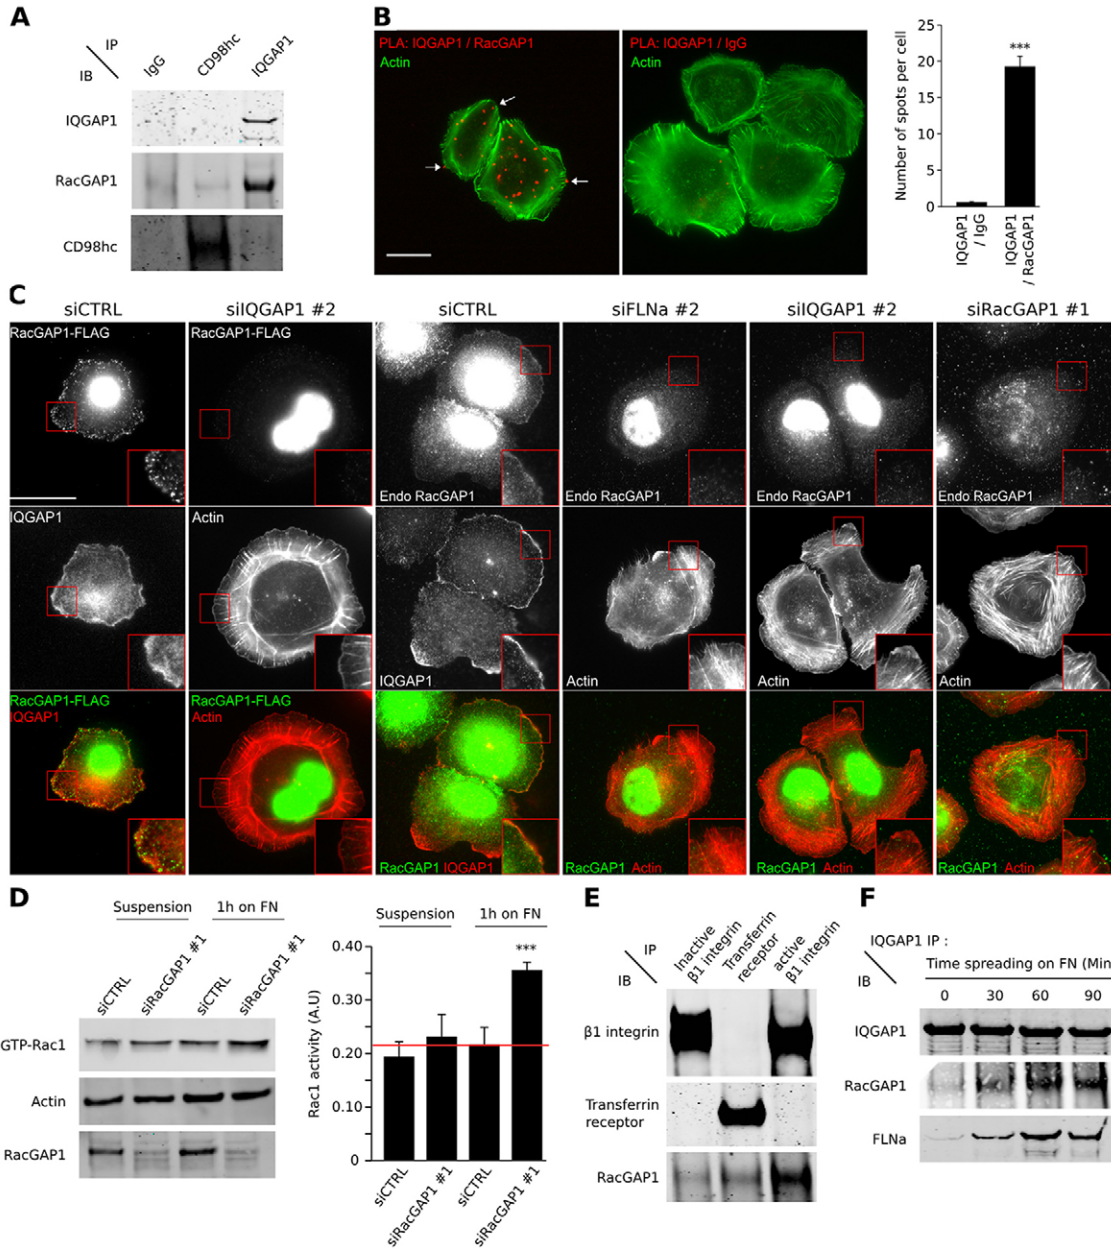 A
IP
IB
IgG
CD98hc
IQGAP1
IQGAP1
RacGAP1
CD98hc
B
PLA: IQGAP1 / RacGAP1
Actin
PLA: IQGAP1 / IgG
Actin
Number of spots per cell
25
20
15
10
5
0
***
IQGAP1 / IgG
IQGAP1 / RacGAP1
C
siCTRL
siIQGAP1 #2
siCTRL
siFLNa #2
siIQGAP1 #2
siRacGAP1 #1
RacGAP1-FLAG
RacGAP1-FLAG
Endo RacGAP1
Endo RacGAP1
Endo RacGAP1
Endo RacGAP1
IQGAP1
Actin
IQGAP1
Actin
Actin
Actin
RacGAP1-FLAG
IQGAP1
RacGAP1-FLAG
Actin
RacGAP1 IQGAP1
RacGAP1 Actin
RacGAP1 Actin
RacGAP1 Actin
D
Suspension
1h on FN
siCTRL
siRacGAP1 #1
siCTRL
siRacGAP1 #1
GTP-Rac1
Actin
RacGAP1
Suspension
1h on FN
Rac1 activity (A.U)
0.40
0.30
0.20
0.10
0
***
siCTRL
siRacGAP1 #1
siCTRL
siRacGAP1 #1
E
IP
IB
Inactive β1 integrin
Transferrin receptor
active β1 integrin
β1 integrin
Transferrin
receptor
RacGAP1
F
IQGAP1 IP :
IB
Time spreading on FN (Min
0
30
60
90
IQGAP1
RacGAP1
FLNa